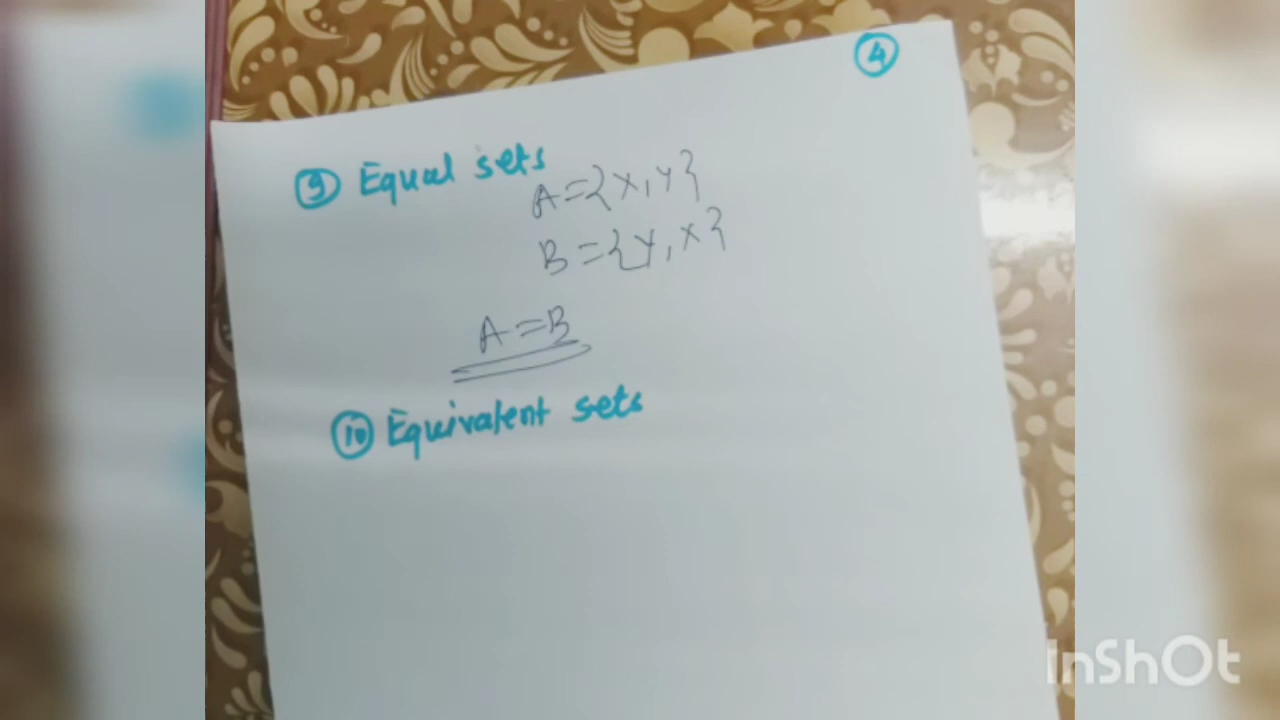 ④
⑨ Equal sets
A={x,y}
B={y,x}
A=B
⑩ Equivalent sets
InShOt